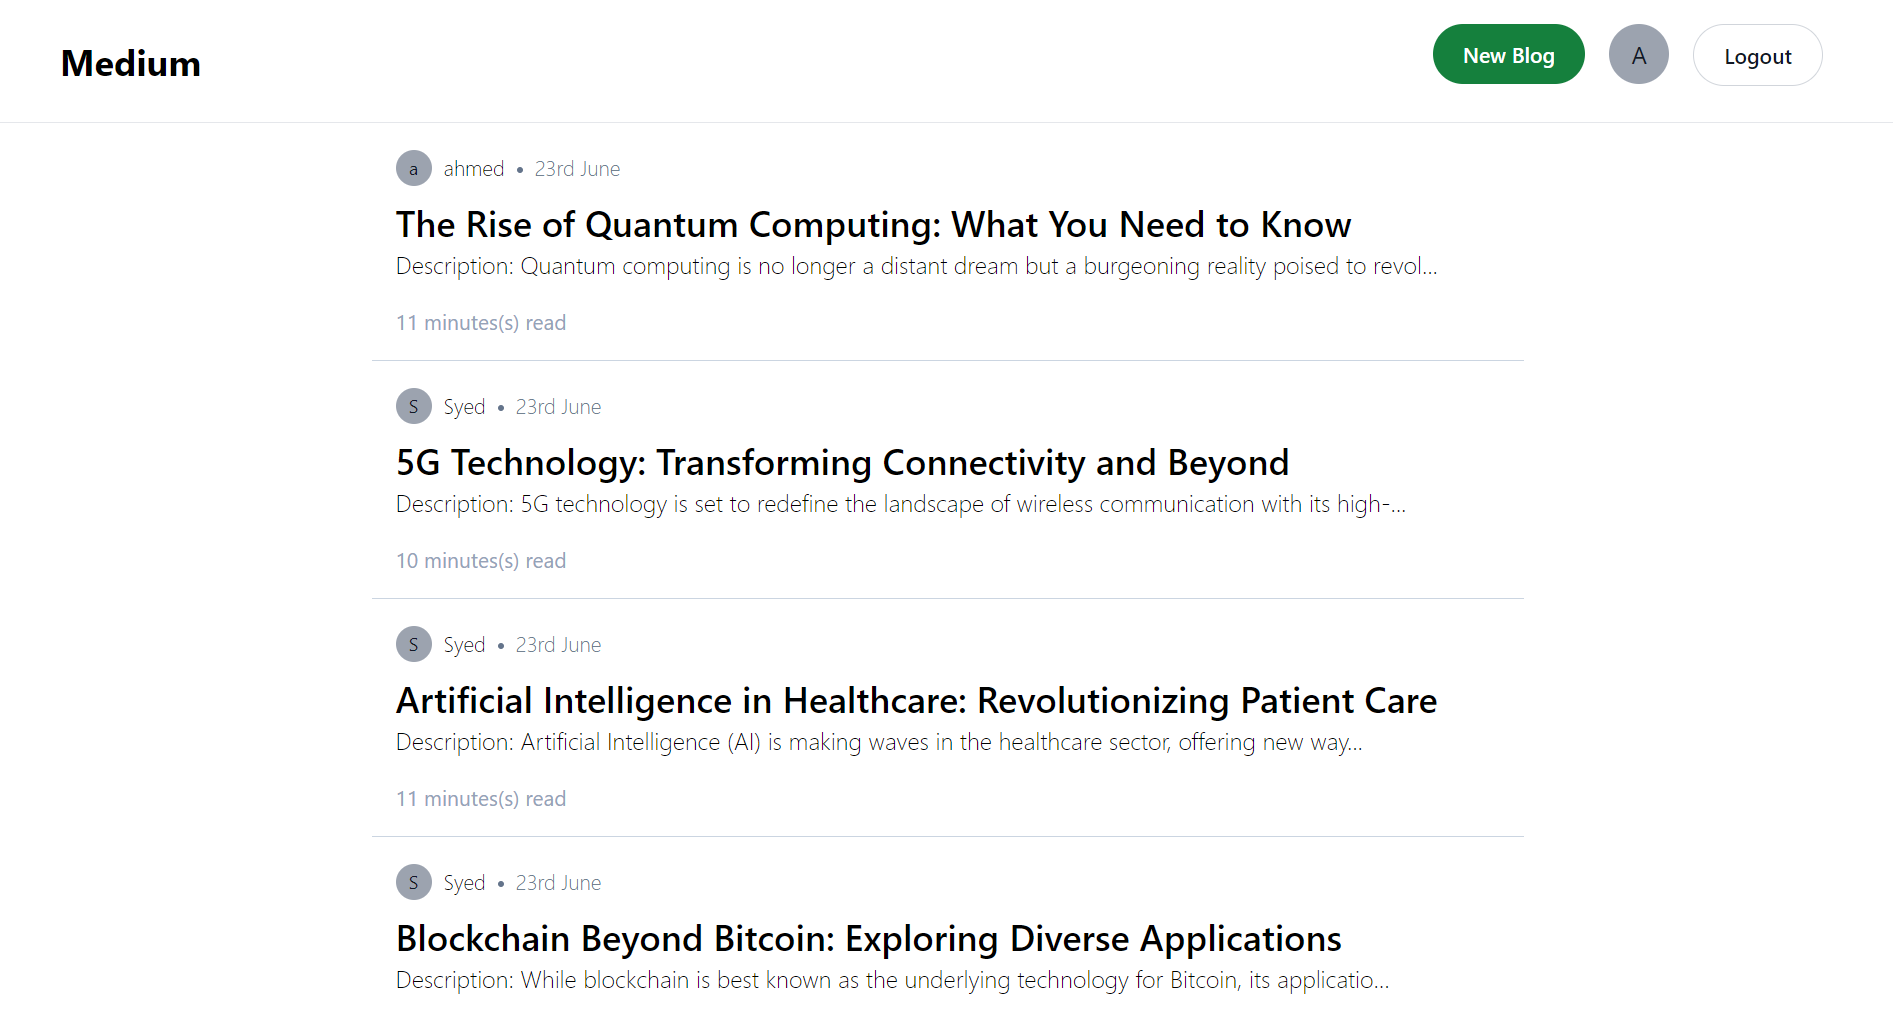 Medium
New Blog
A
Logout
a
ahmed • 23rd June
The Rise of Quantum Computing: What You Need to Know
Description: Quantum computing is no longer a distant dream but a burgeoning reality poised to revol...
11 minutes(s) read
S
Syed • 23rd June
5G Technology: Transforming Connectivity and Beyond
Description: 5G technology is set to redefine the landscape of wireless communication with its high-...
10 minutes(s) read
S
Syed • 23rd June
Artificial Intelligence in Healthcare: Revolutionizing Patient Care
Description: Artificial Intelligence (AI) is making waves in the healthcare sector, offering new way...
11 minutes(s) read
S
Syed • 23rd June
Blockchain Beyond Bitcoin: Exploring Diverse Applications
Description: While blockchain is best known as the underlying technology for Bitcoin, its applicatio...